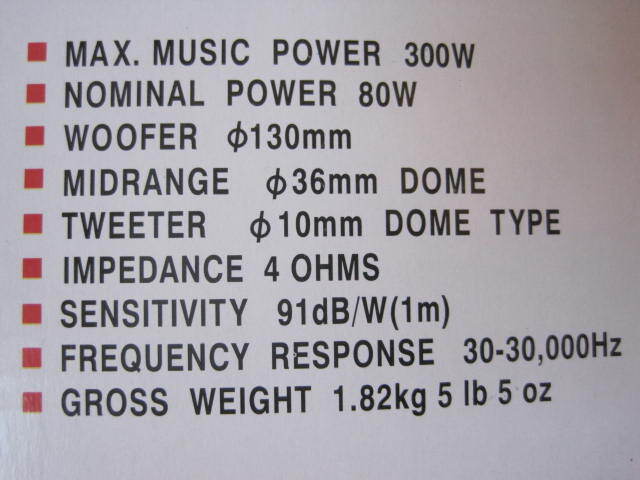 MAX. MUSIC POWER 300W
NOMINAL POWER 80W
WOOFER ϕ130mm
MIDRANGE ϕ36mm DOME
TWEETER ϕ10mm DOME TYPE
IMPEDANCE 4 OHMS
SENSITIVITY 91dB/W(1m)
FREQUENCY RESPONSE 30-30,000Hz
GROSS WEIGHT 1.82kg 5 lb 5 oz